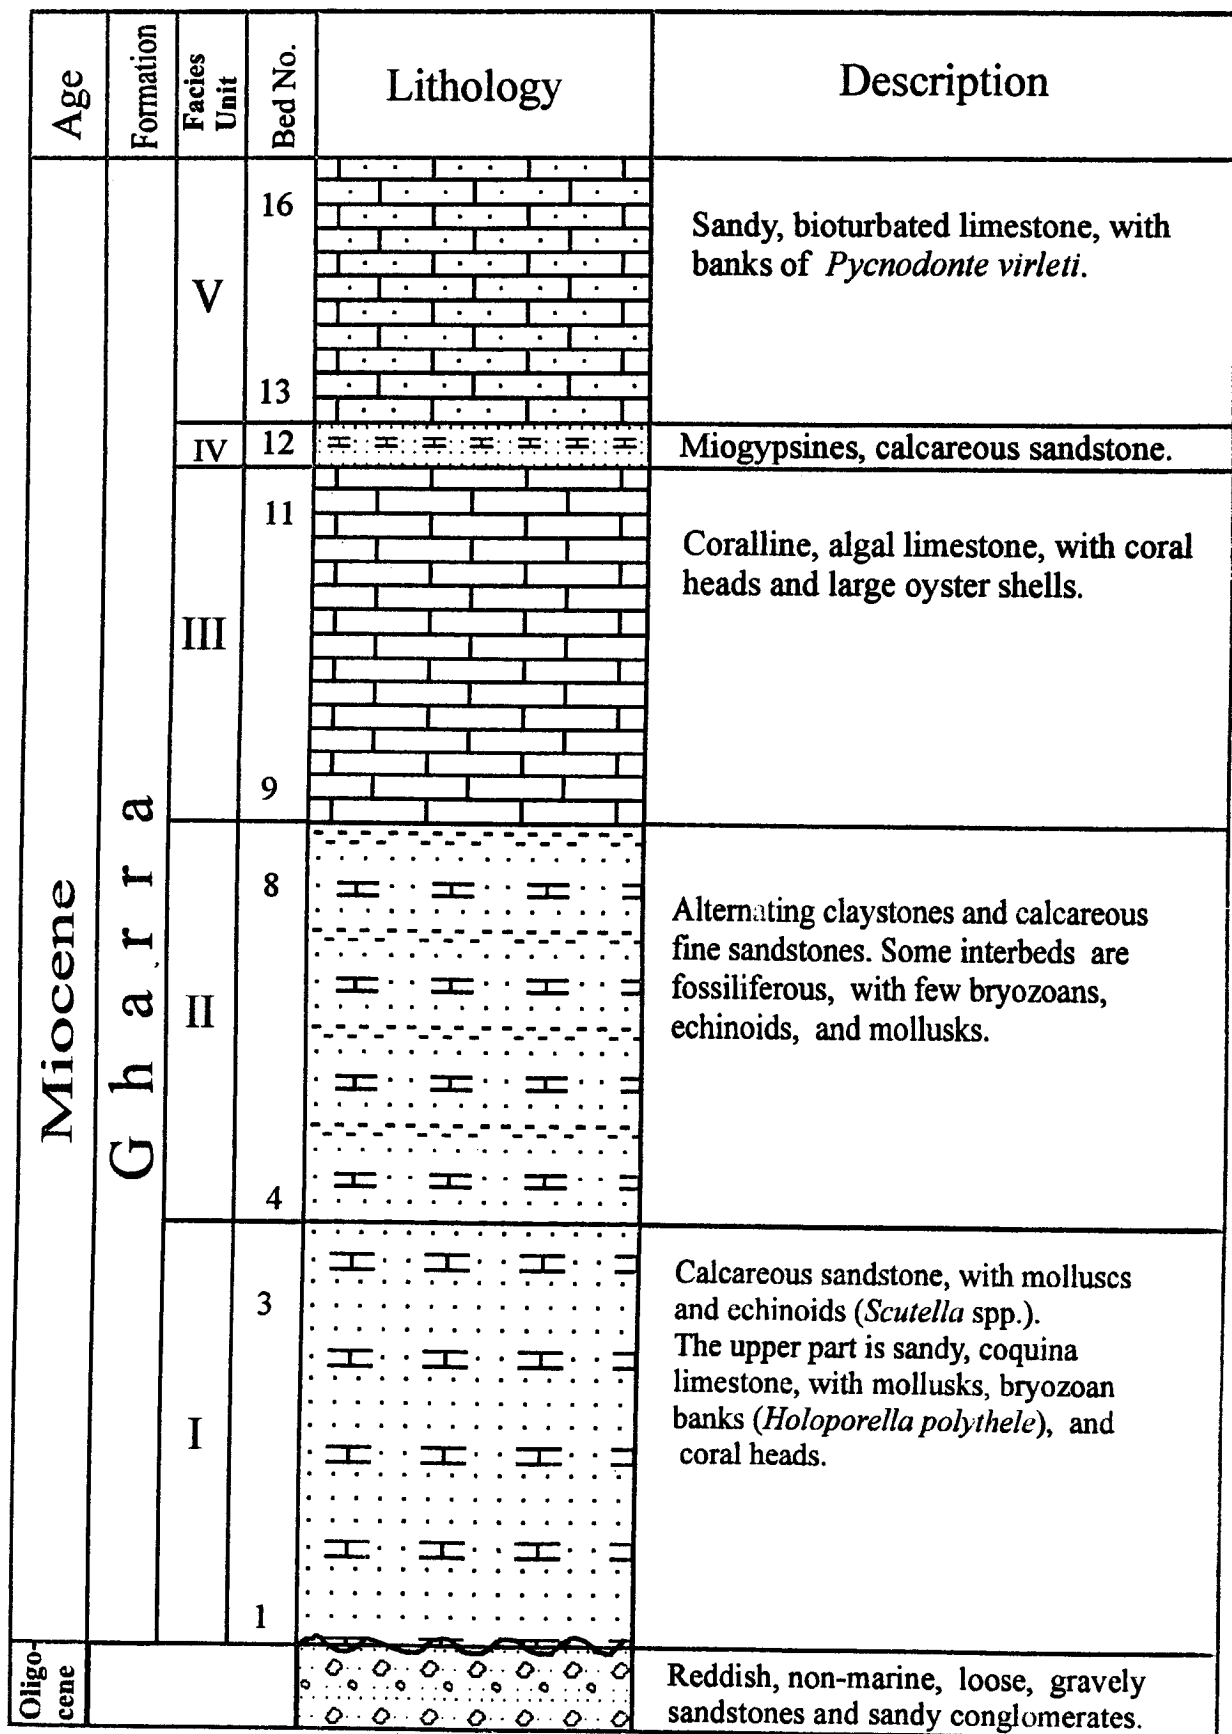 Age
Formation
Facies
Unit
Bed No.
Lithology
Description
Miocene
Gharra
V
16
13
Sandy, bioturbated limestone, with
banks of Pycnodonte virleti.
IV
12
Miogypsines, calcareous sandstone.
III
11
9
Coralline, algal limestone, with coral
heads and large oyster shells.
II
8
4
Alternating claystones and calcareous
fine sandstones. Some interbeds are
fossiliferous, with few bryozoans,
echinoids, and mollusks.
I
3
1
Calcareous sandstone, with molluscs
and echinoids (Scutella spp.).
The upper part is sandy, coquina
limestone, with mollusks, bryozoan
banks (Holoporella polythele), and
coral heads.
Oligo-
cene
Reddish, non-marine, loose, gravely
sandstones and sandy conglomerates.